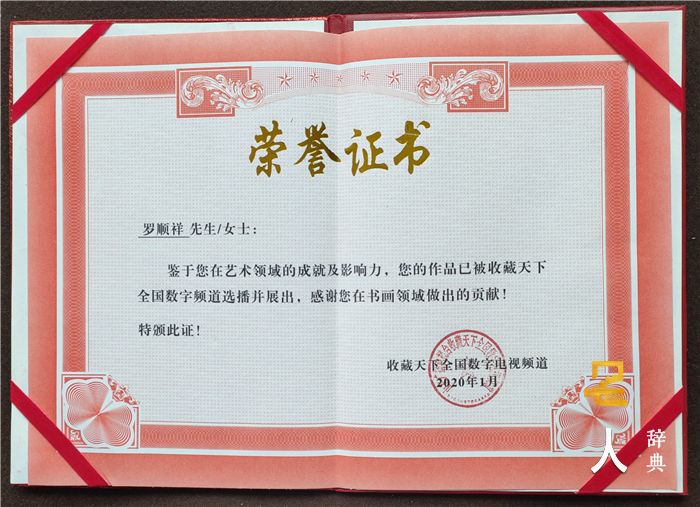 荣誉证书
罗顺祥 先生/女士：
鉴于您在艺术领域的成就及影响力，您的作品已被收藏天下
全国数字频道选播并展出，感谢您在书画领域做出的贡献！
特颁此证！
收藏天下全国数字电视频道
2020年1月
人 辞典